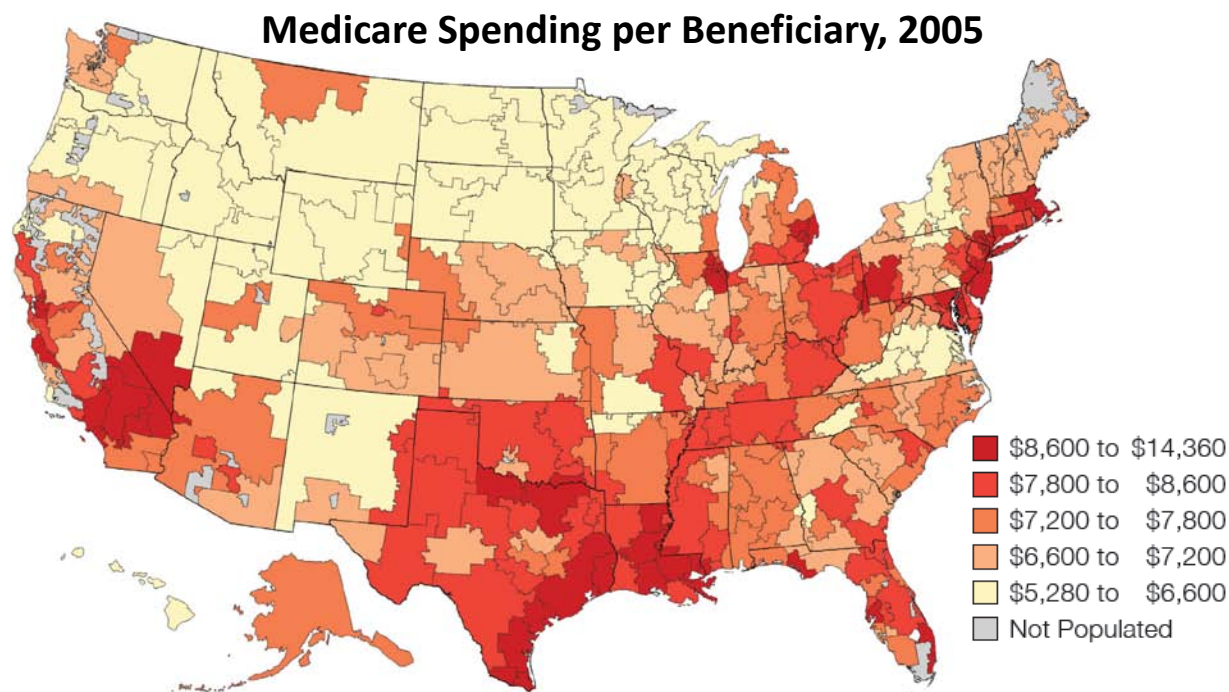 Medicare Spending per Beneficiary, 2005
$8,600 to $14,360
$7,800 to $8,600
$7,200 to $7,800
$6,600 to $7,200
$5,280 to $6,600
Not Populated